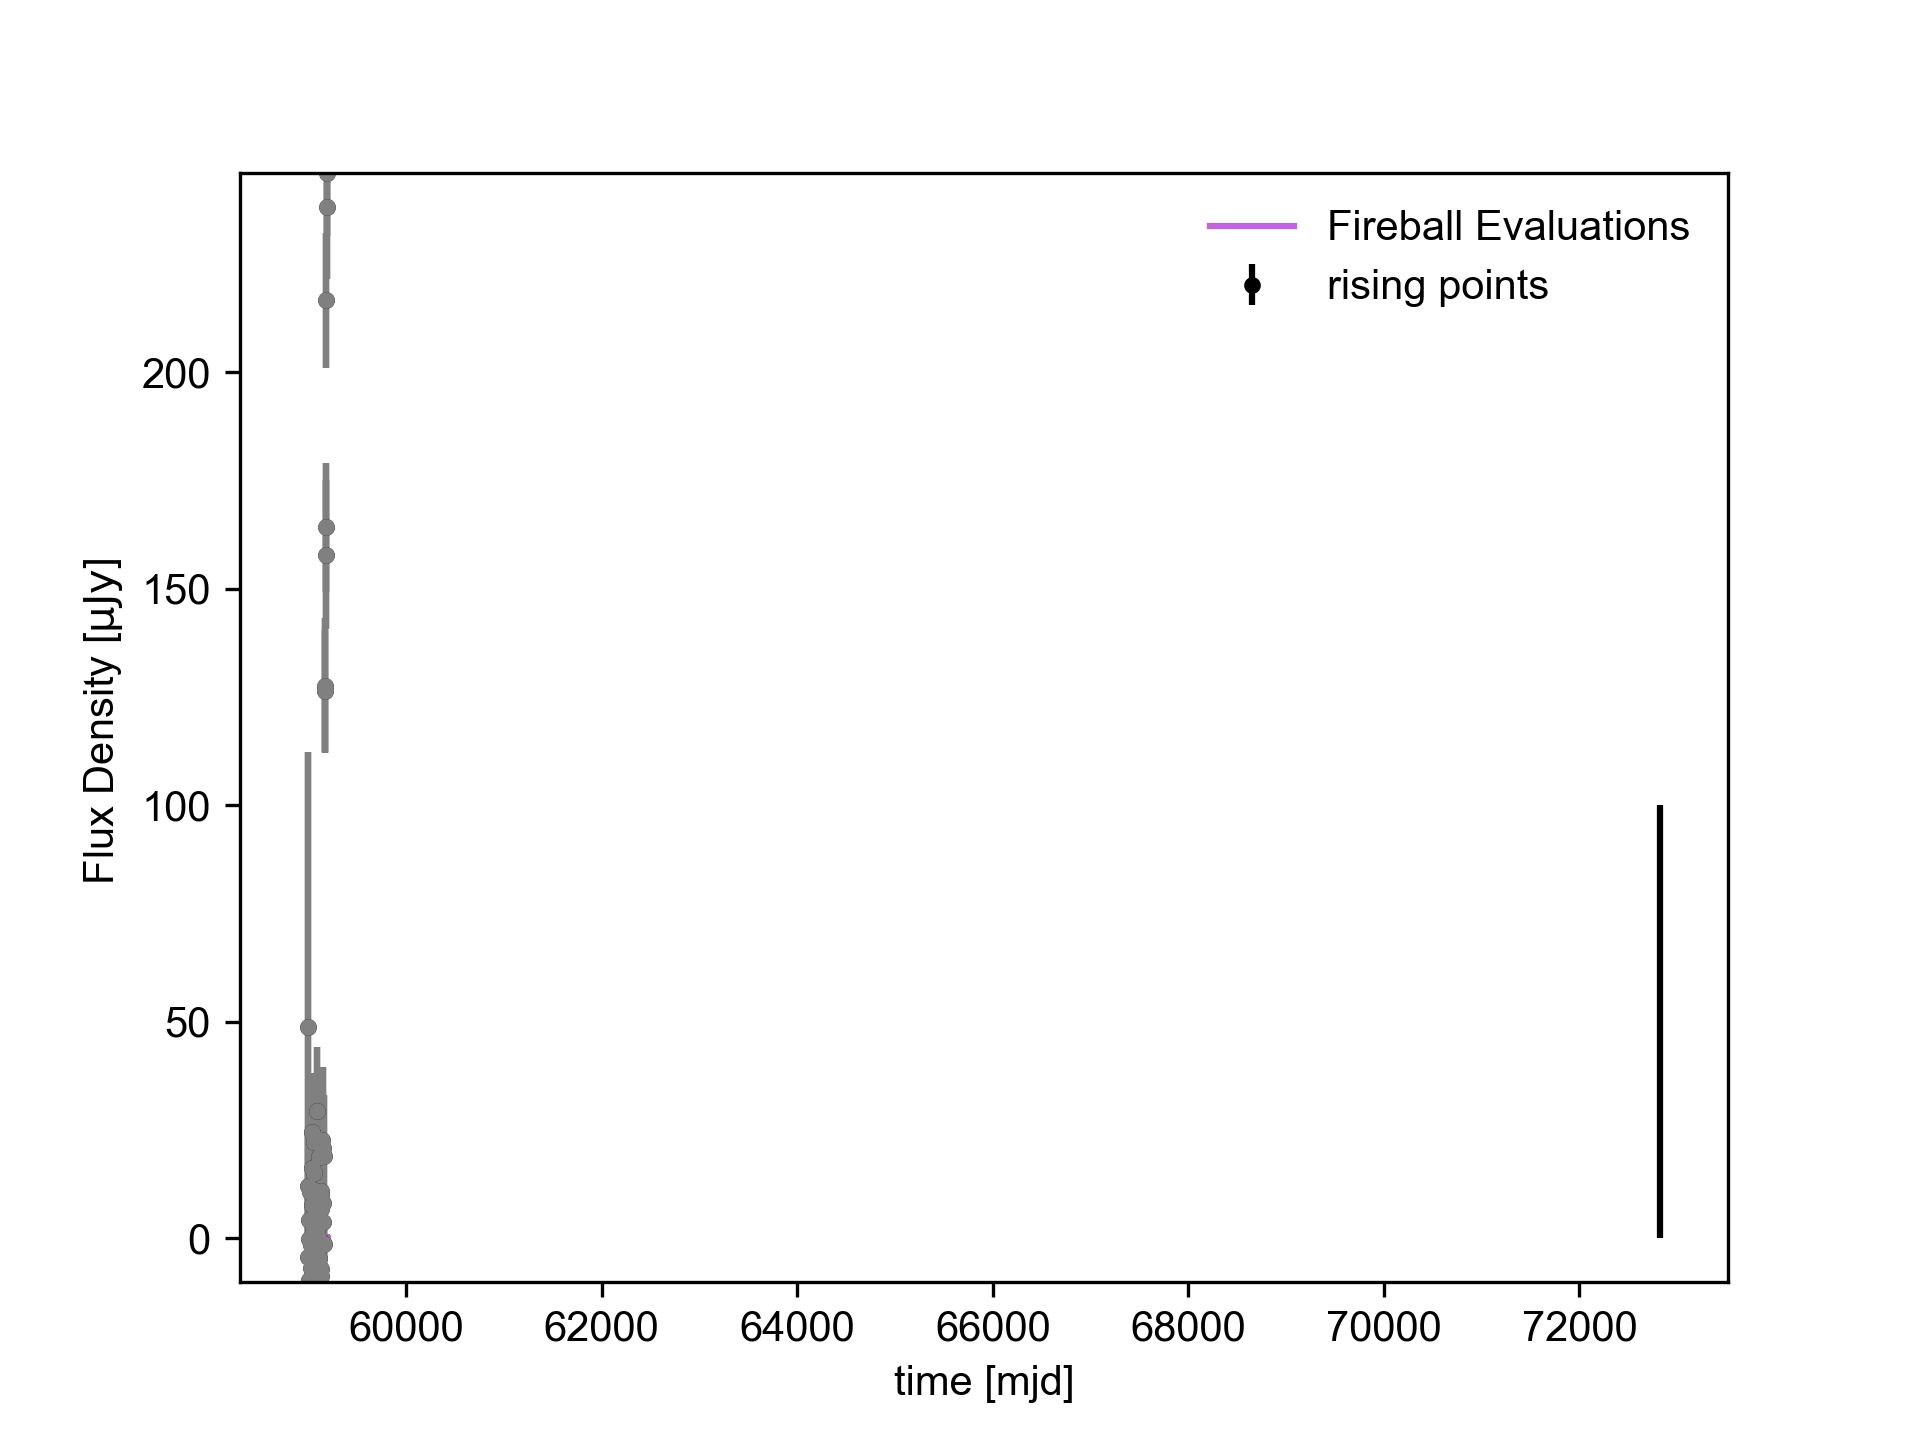 Fireball Evaluations
rising points
Flux Density [µJy]
200
150
100
50
0
60000 62000 64000 66000 68000 70000 72000
time [mjd]